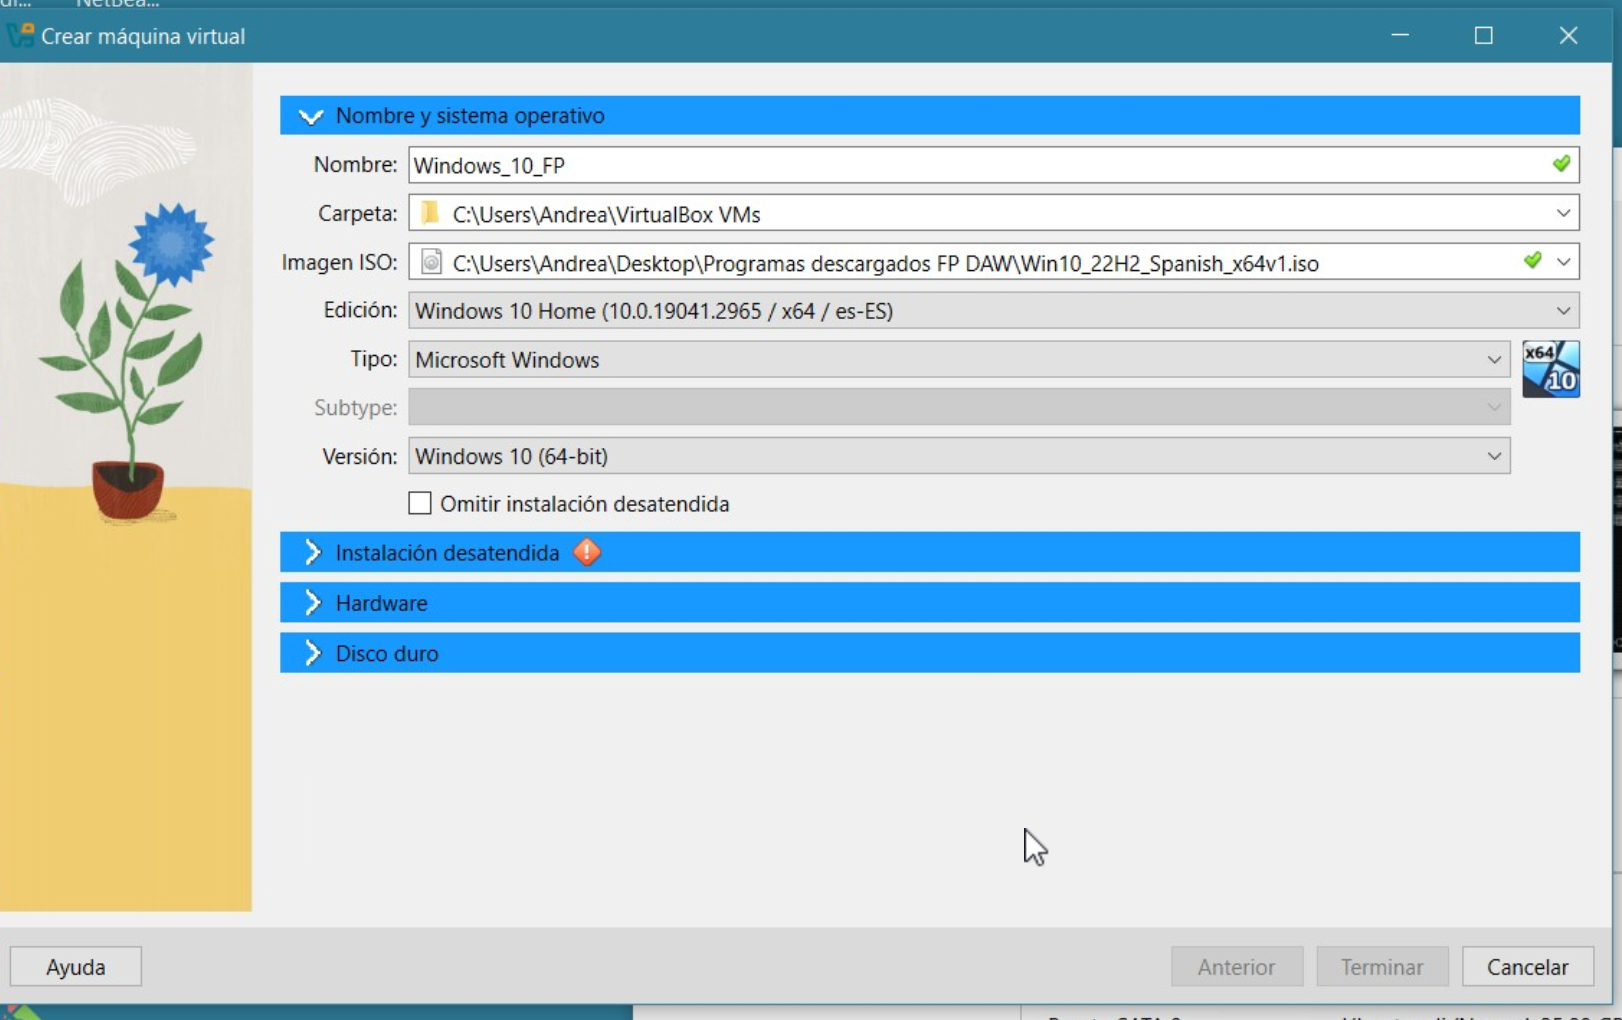 NetBea...
Crear máquina virtual
Nombre y sistema operativo
Nombre: Windows_10_FP
Carpeta: C:\Users\Andrea\VirtualBox VMs
Imagen ISO: C:\Users\Andrea\Desktop\Programas descargados FP DAW\Win10_22H2_Spanish_x64v1.iso
Edición: Windows 10 Home (10.0.19041.2965 / x64 / es-ES)
Tipo: Microsoft Windows
x64
10
Subtype:
Versión: Windows 10 (64-bit)
Omitir instalación desatendida
Instalación desatendida
Hardware
Disco duro
Ayuda
Anterior
Terminar
Cancelar